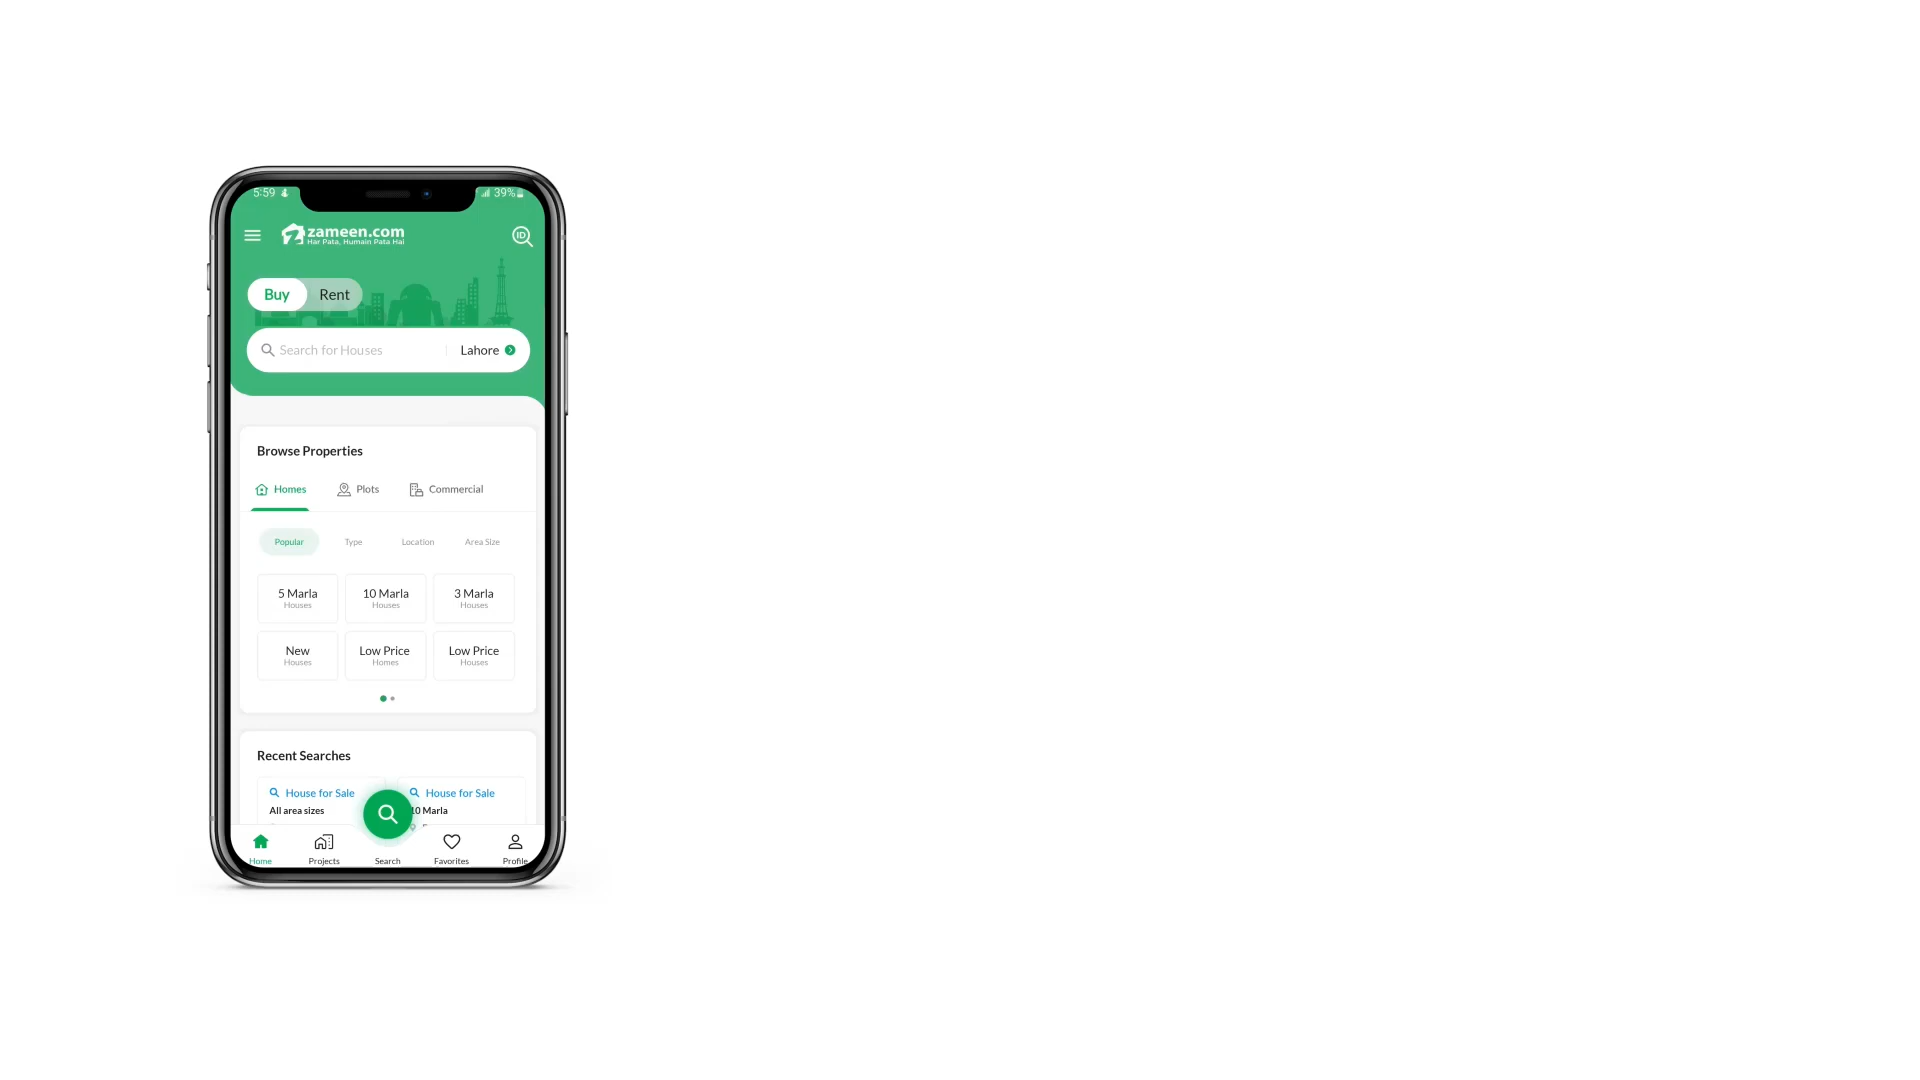 5:59
39%
zameen.com
Har Pata, Humain Pata Hai
ID
Buy
Rent
Search for Houses
Lahore
Browse Properties
Homes
Plots
Commercial
Popular
Type
Location
Area Size
5 Marla
Houses
10 Marla
Houses
3 Marla
Houses
New
Houses
Low Price
Homes
Low Price
Houses
Recent Searches
House for Sale
All area sizes
House for Sale
10 Marla
Home
Projects
Search
Favorites
Profile